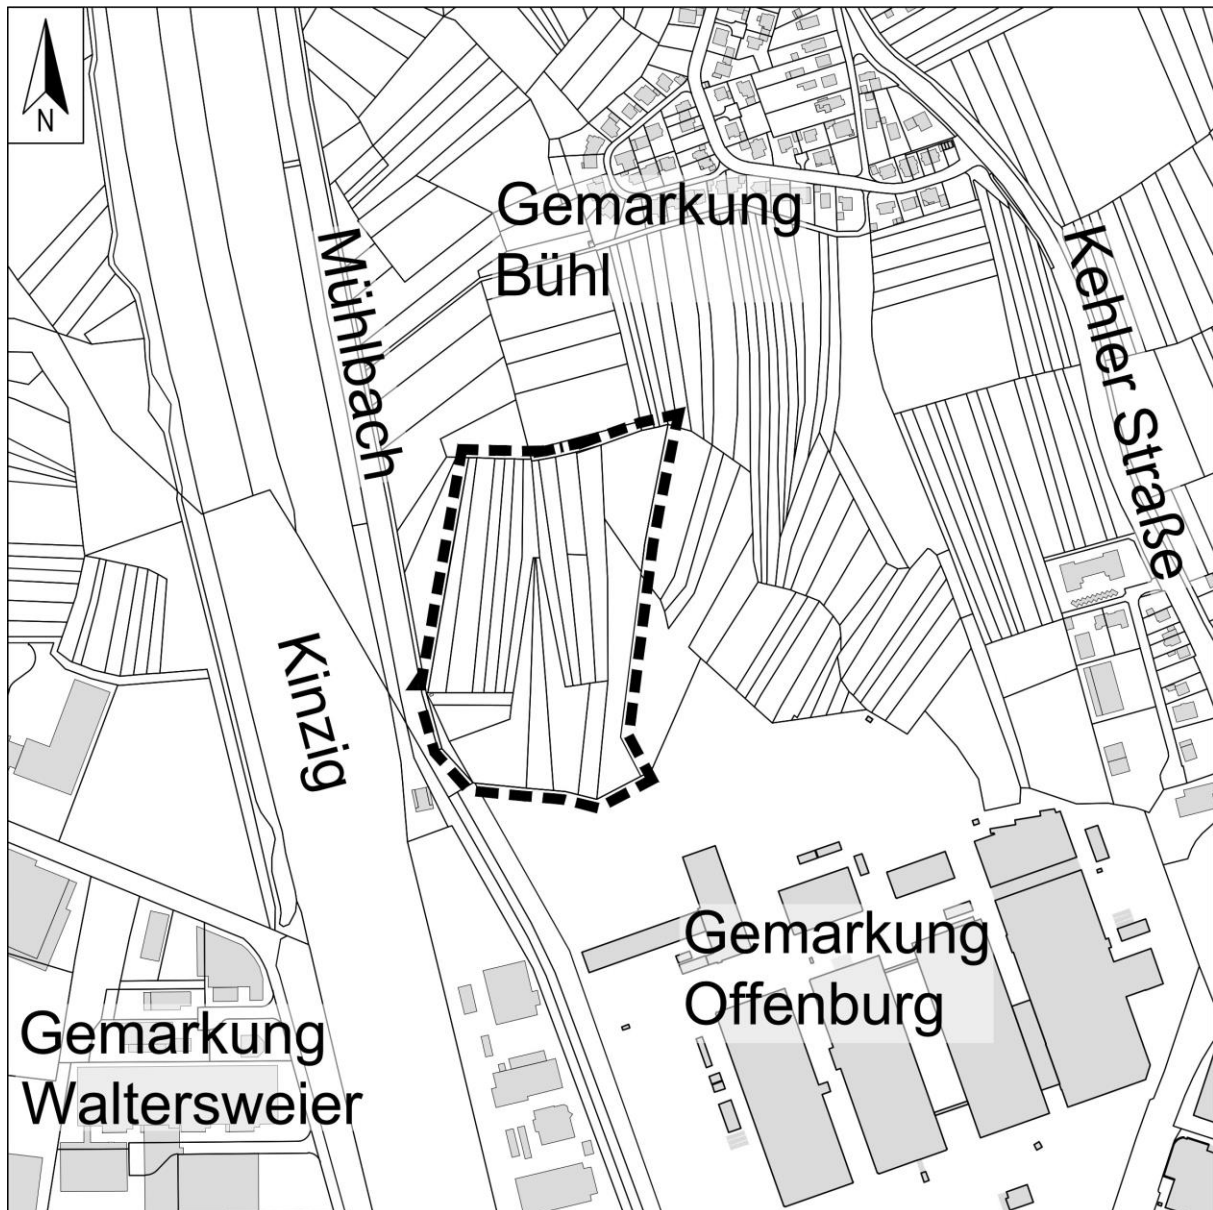 N
Gemarkung
Bühl
Mühlbach
Kehler Straße
Kinzig
Gemarkung
Offenburg
Gemarkung
Waltersweier